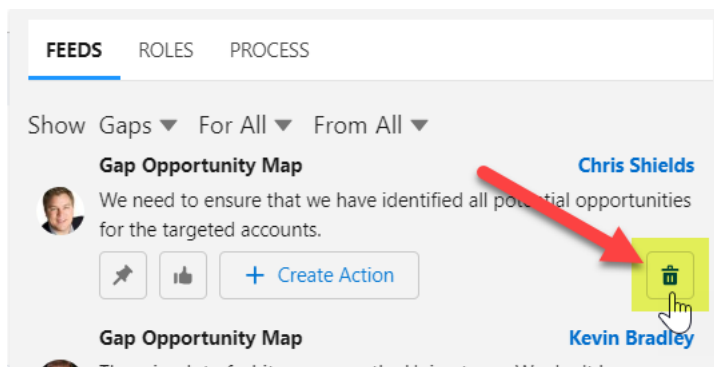 FEEDS ROLES PROCESS
Show Gaps For All From All
Gap Opportunity Map Chris Shields
We need to ensure that we have identified all potential opportunities
for the targeted accounts.
+ Create Action
Gap Opportunity Map Kevin Bradley